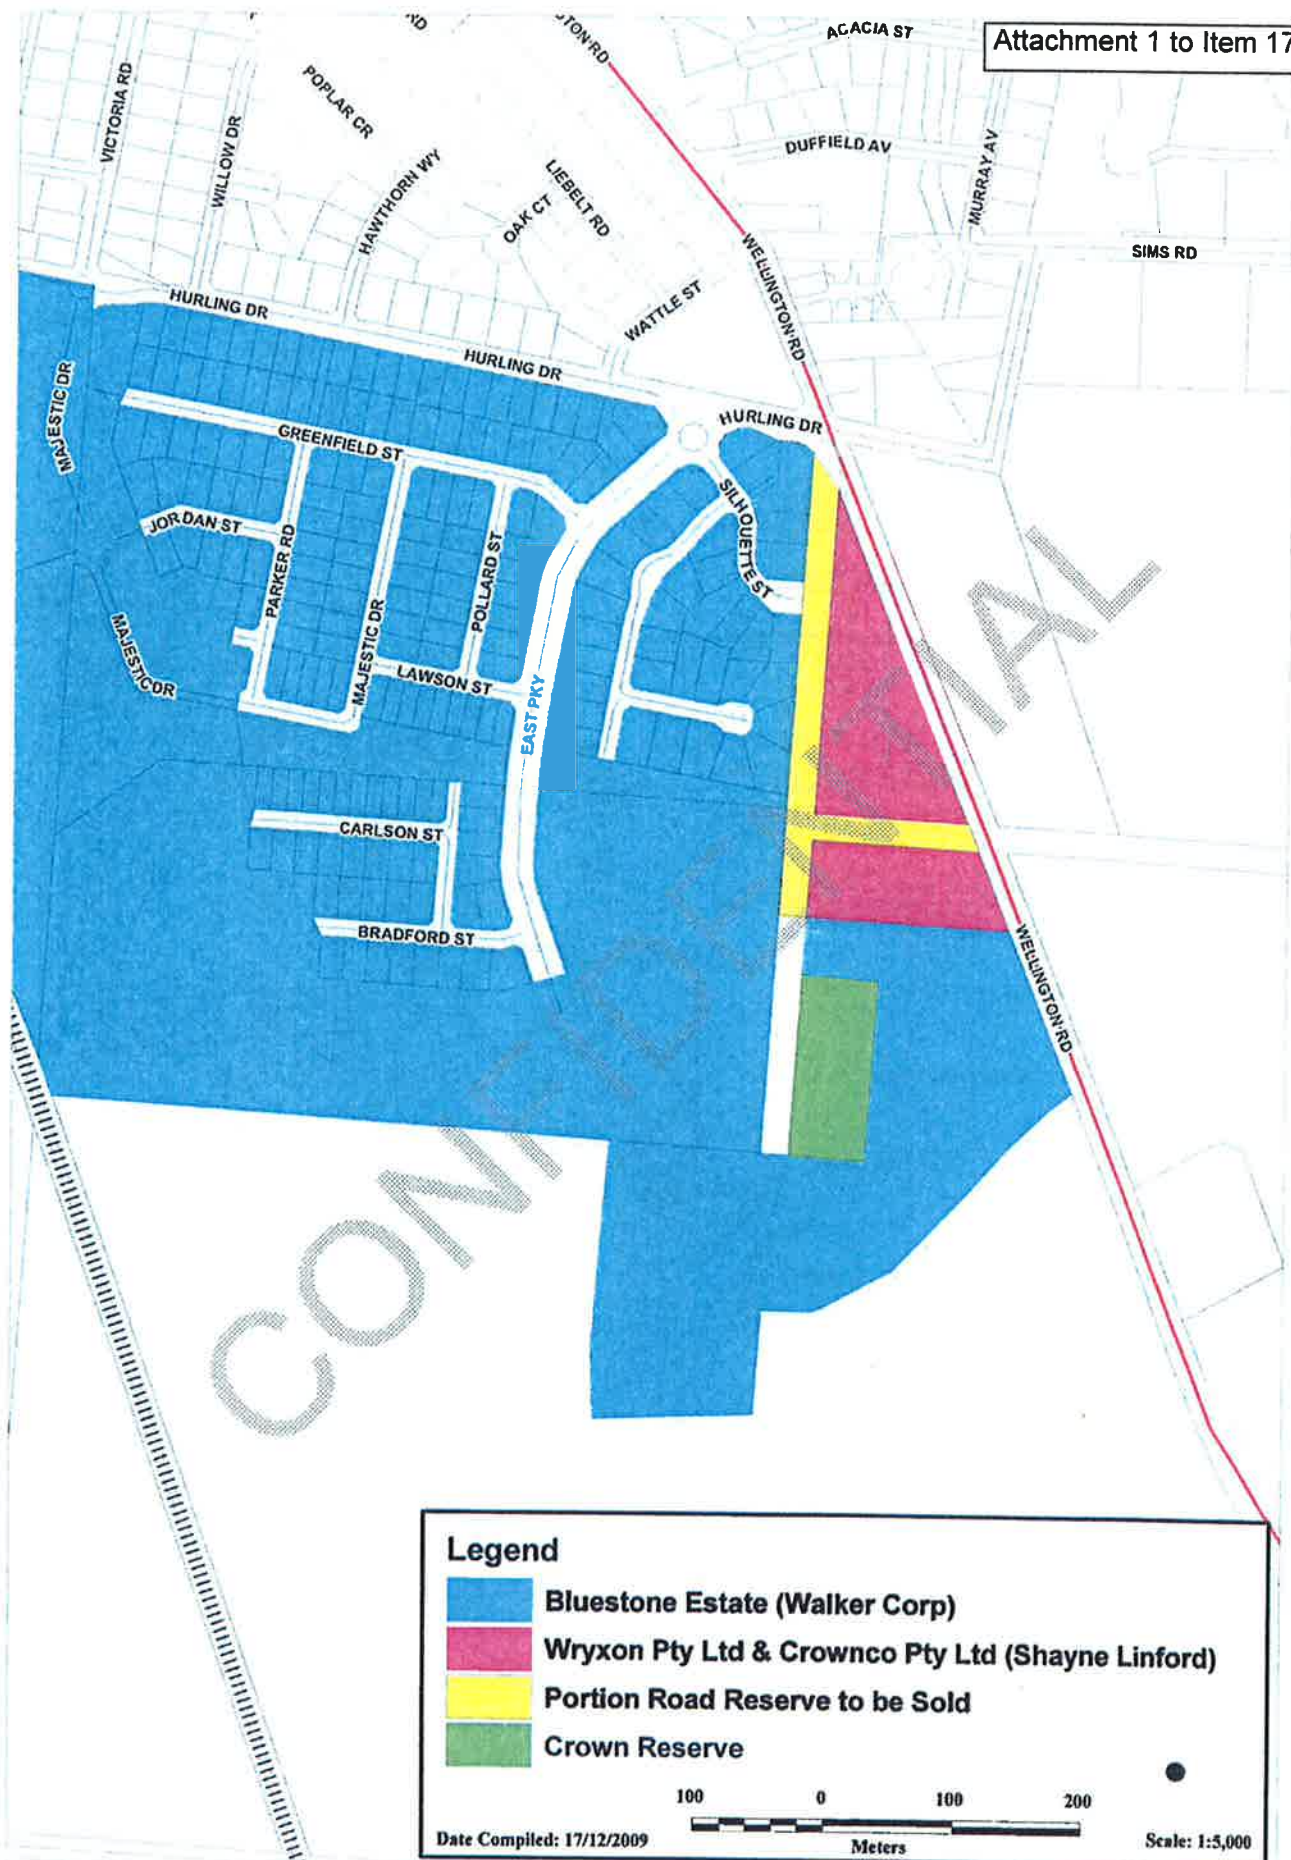 Attachment 1 to Item 17
ACACIA ST
RD
GTON RD
VICTORIA RD
WILLOW DR
POPLAR CR
HAWTHORN WY
OAK CT
LIEBELT RD
DUFFIELD AV
MURRAY AV
SIMS RD
WATTLE ST
WELLINGTON RD
HURLING DR
HURLING DR
HURLING DR
MAJESTIC DR
GREENFIELD ST
JORDAN ST
PARKER RD
MAJESTIC DR
POLLARD ST
SILHOUETTE ST
MAJESTIC DR
LAWSON ST
EAST PKY
CARLSON ST
BRADFORD ST
WELLINGTON RD
CONFIDENTIAL
Legend
Bluestone Estate (Walker Corp)
Wryxon Pty Ltd & Crownco Pty Ltd (Shayne Linford)
Portion Road Reserve to be Sold
Crown Reserve
100 0 100 200
Meters
Date Compiled: 17/12/2009
Scale: 1:5,000